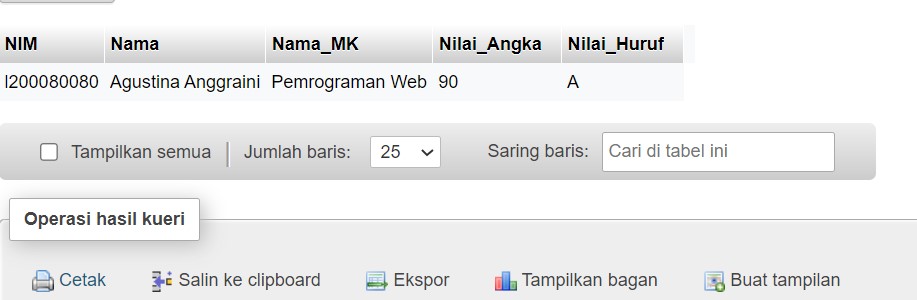 NIM Nama Nama_MK Nilai_Angka Nilai_Huruf
l200080080 Agustina Anggraini Pemrograman Web 90 A
Tampilkan semua Jumlah baris: 25 Saring baris: Cari di tabel ini
Operasi hasil kueri
Cetak Salin ke clipboard Ekspor Tampilkan bagan Buat tampilan